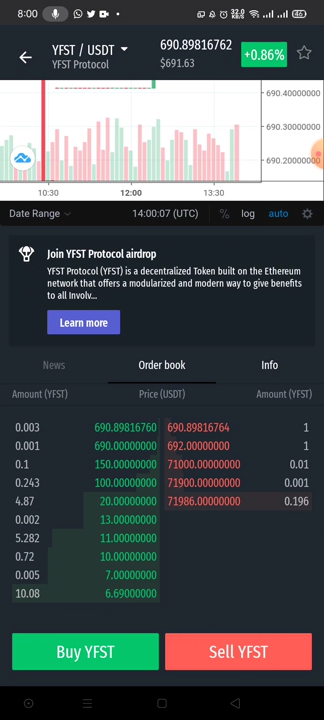 8:00
32.0
KB/s
46
YFST / USDT
YFST Protocol
690.89816762
$691.63
+0.86%
690.40000000
690.30000000
690.20000000
10:30 12:00 13:30
Date Range 14:00:07 (UTC) % log auto
Join YFST Protocol airdrop
YFST Protocol (YFST) is a decentralized Token built on the Ethereum
network that offers a modularized and modern way to give benefits
to all Involv...
Learn more
News Order book Info
Amount (YFST) Price (USDT) Amount (YFST)
0.003 690.89816760 690.89816764 1
0.001 690.00000000 692.00000000 1
0.1 150.00000000 71000.00000000 0.01
0.243 100.00000000 71900.00000000 0.001
4.87 20.00000000 71986.00000000 0.196
0.002 13.00000000
5.282 11.00000000
0.72 10.00000000
0.005 7.00000000
10.08 6.69000000
Buy YFST Sell YFST